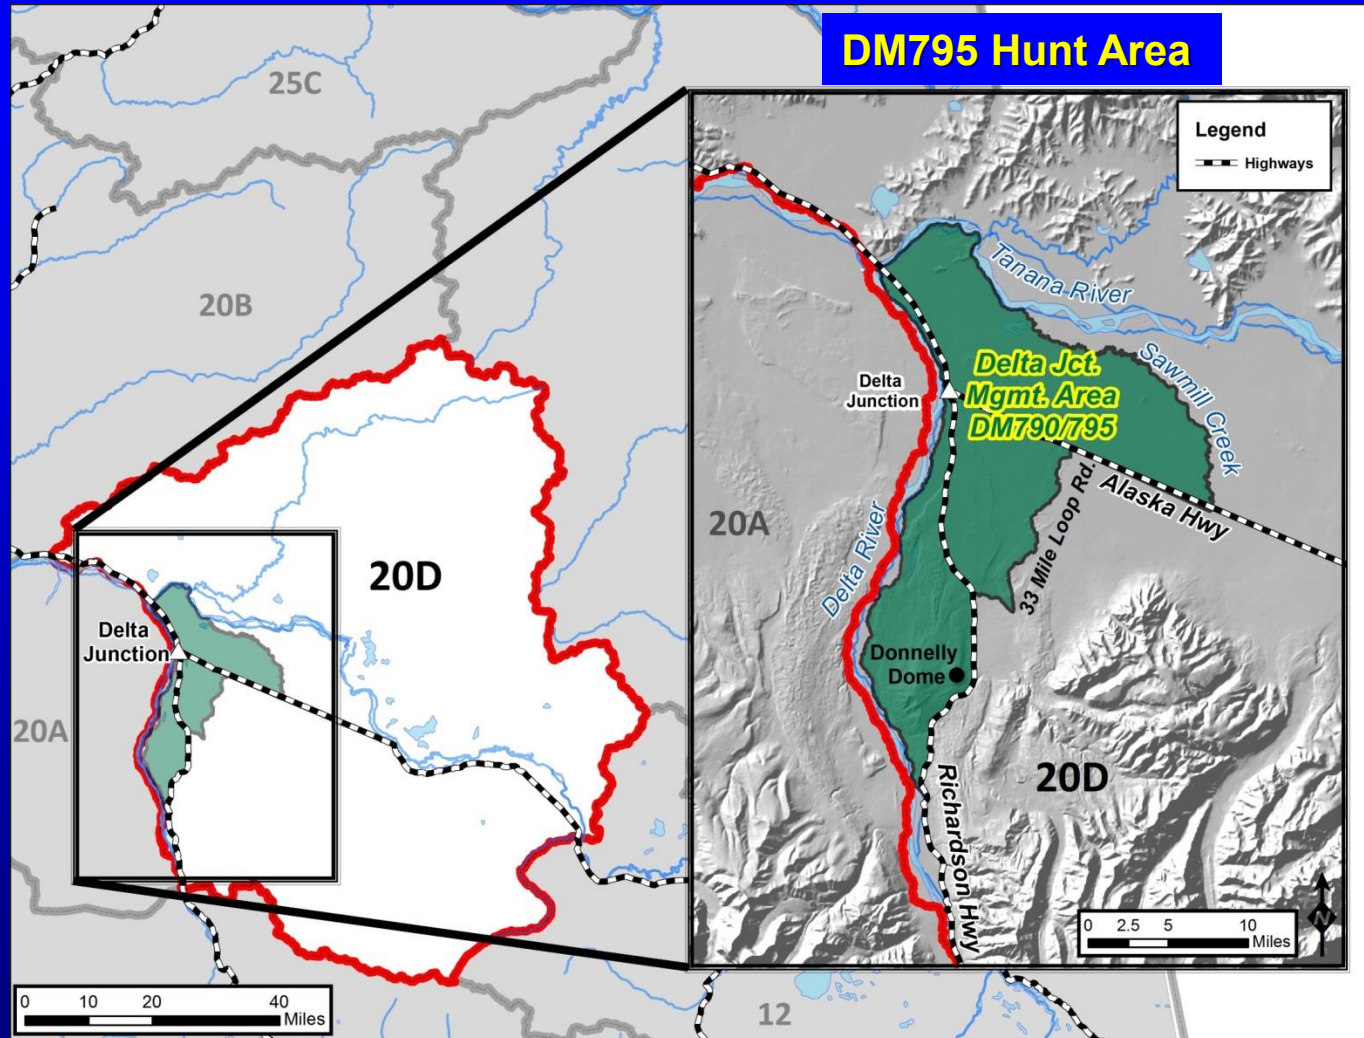 DM795 Hunt Area
25C
20B
20D
Delta
Junction
20A
12
0 10 20 40
Miles
Legend
Highways
Tanana River
Sawmill Creek
Delta
Junction
Delta Jct.
Mgmt. Area
DM790/795
20A
Delta River
33 Mile Loop Rd.
Alaska Hwy
Donnelly
Dome
20D
Richardson Hwy
0 2.5 5 10
Miles
N